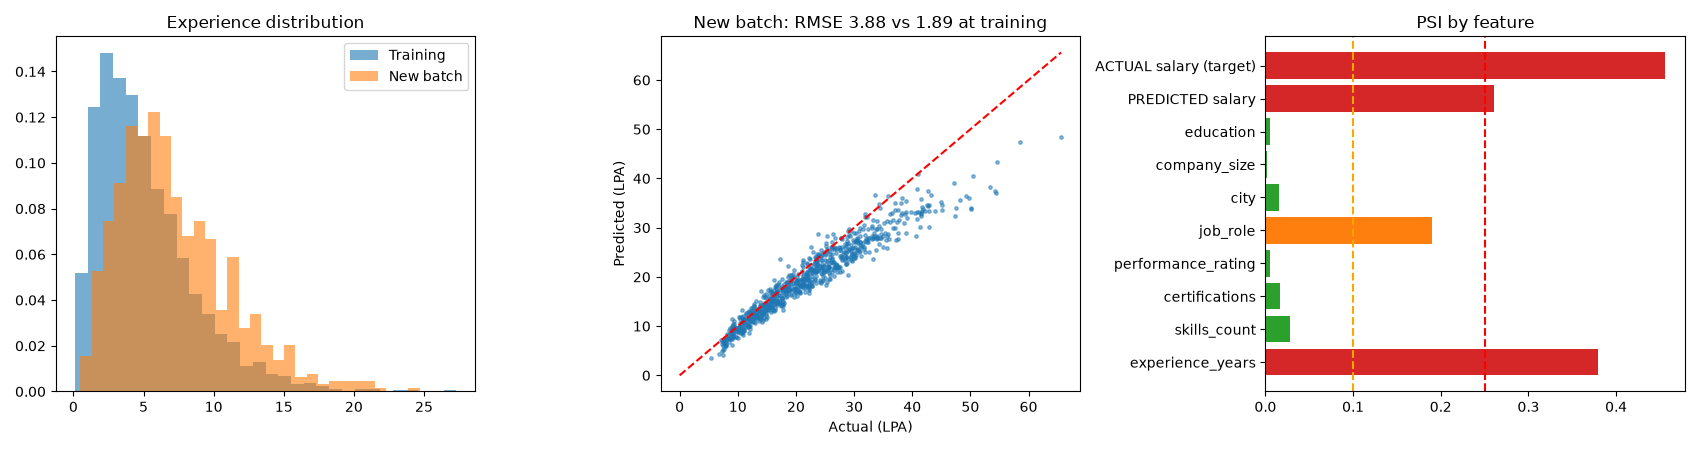 Experience distribution
Training
New batch
0.14
0.12
0.10
0.08
0.06
0.04
0.02
0.00
0 5 10 15 20 25
New batch: RMSE 3.88 vs 1.89 at training
Predicted (LPA)
60
50
40
30
20
10
0
0 10 20 30 40 50 60
Actual (LPA)
PSI by feature
ACTUAL salary (target)
PREDICTED salary
education
company_size
city
job_role
performance_rating
certifications
skills_count
experience_years
0.0 0.1 0.2 0.3 0.4